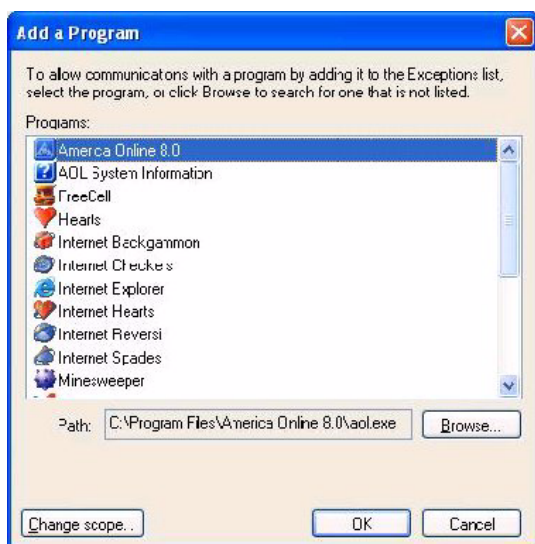 Add a Program
To allow communications with a program by adding it to the Exceptions list,
select the program, or click Browse to search for one that is not listed.
Programs:
America Online 8.0
AOL System Information
FreeCell
Hearts
Internet Backgammon
Internet Checkers
Internet Explorer
Internet Hearts
Internet Reversi
Internet Spades
Minesweeper
Path: C:\Program Files\America Online 8.0\aol.exe Browse...
Change scope... OK Cancel